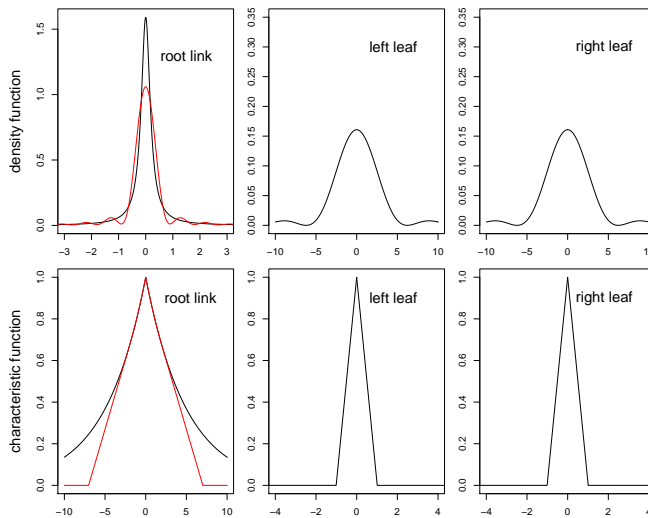 density function
root link
0.0 0.5 1.0 1.5
−3 −2 −1 0 1 2 3
left leaf
0.00 0.05 0.10 0.15 0.20 0.25 0.30 0.35
−10 −5 0 5 10
right leaf
0.00 0.05 0.10 0.15 0.20 0.25 0.30 0.35
−10 −5 0 5 10
characteristic function
root link
0.0 0.2 0.4 0.6 0.8 1.0
−10 −5 0 5 10
left leaf
0.0 0.2 0.4 0.6 0.8 1.0
−4 −2 0 2 4
right leaf
0.0 0.2 0.4 0.6 0.8 1.0
−4 −2 0 2 4